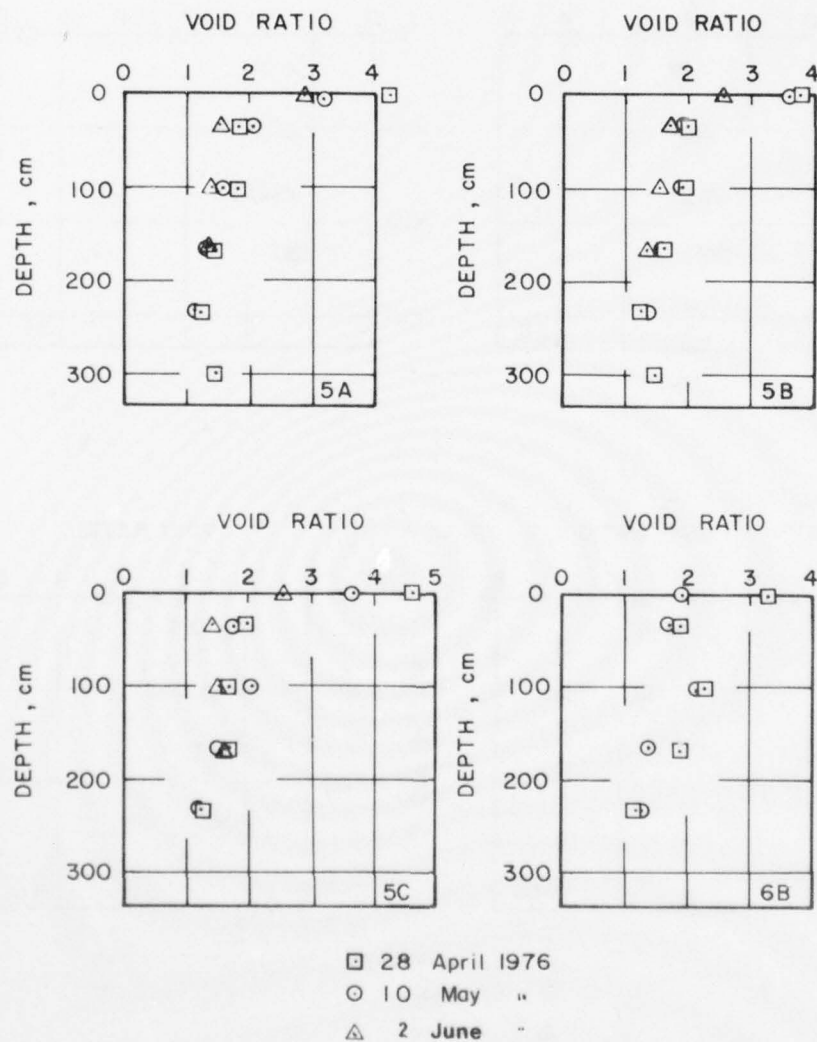 VOID RATIO
0 1 2 3 4
0
100
200
300
DEPTH, cm
5A
VOID RATIO
0 1 2 3 4
0
100
200
300
DEPTH, cm
5B
VOID RATIO
0 1 2 3 4 5
0
100
200
300
DEPTH, cm
5C
VOID RATIO
0 1 2 3 4
0
100
200
300
DEPTH, cm
6B
28 April 1976
10 May "
2 June "